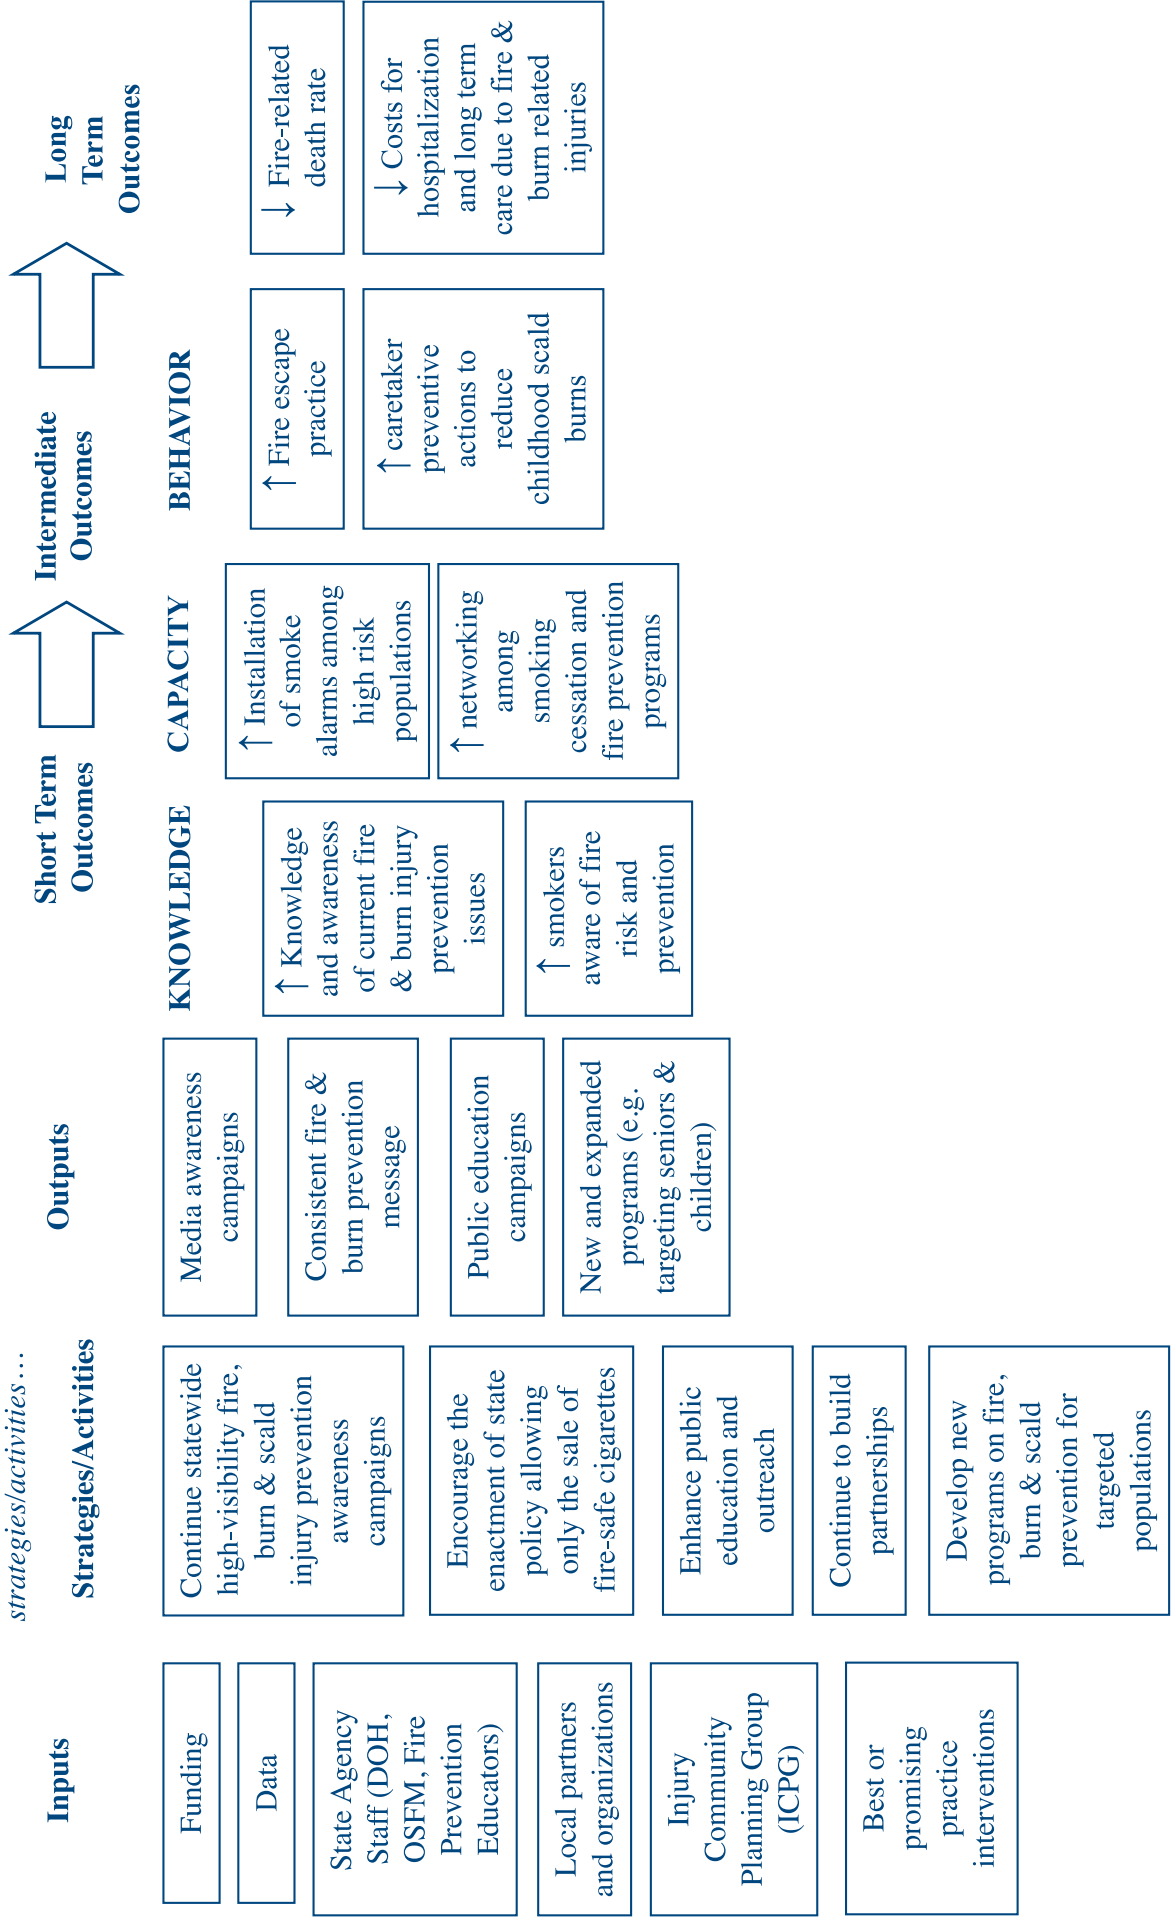 strategies/activities…
Inputs
Funding
Data
State Agency
Staff (DOH,
OSFM, Fire
Prevention
Educators)
Local partners
and organizations
Injury
Community
Planning Group
(ICPG)
Best or
promising
practice
interventions
Strategies/Activities
Continue statewide
high-visibility fire,
burn & scald
injury prevention
awareness
campaigns
Encourage the
enactment of state
policy allowing
only the sale of
fire-safe cigarettes
Enhance public
education and
outreach
Continue to build
partnerships
Develop new
programs on fire,
burn & scald
prevention for
targeted
populations
Outputs
Media awareness
campaigns
Consistent fire &
burn prevention
message
Public education
campaigns
New and expanded
programs (e.g.
targeting seniors &
children)
Short Term
Outcomes
KNOWLEDGE
↑ Knowledge
and awareness
of current fire
& burn injury
prevention
issues
↑ smokers
aware of fire
risk and
prevention
CAPACITY
↑ Installation
of smoke
alarms among
high risk
populations
↑ networking
among
smoking
cessation and
fire prevention
programs
Intermediate
Outcomes
BEHAVIOR
↑ Fire escape
practice
↑ caretaker
preventive
actions to
reduce
childhood scald
burns
Long
Term
Outcomes
↓ Fire-related
death rate
↓ Costs for
hospitalization
and long term
care due to fire &
burn related
injuries